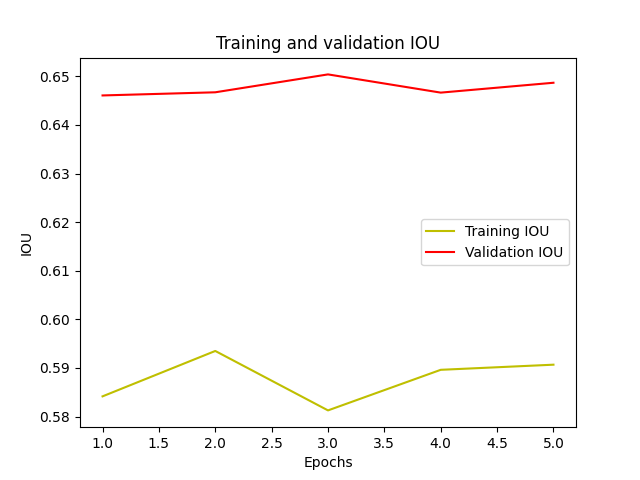 Training and validation IOU
IOU
0.65
0.64
0.63
0.62
0.61
0.60
0.59
0.58
Training IOU
Validation IOU
1.0 1.5 2.0 2.5 3.0 3.5 4.0 4.5 5.0
Epochs